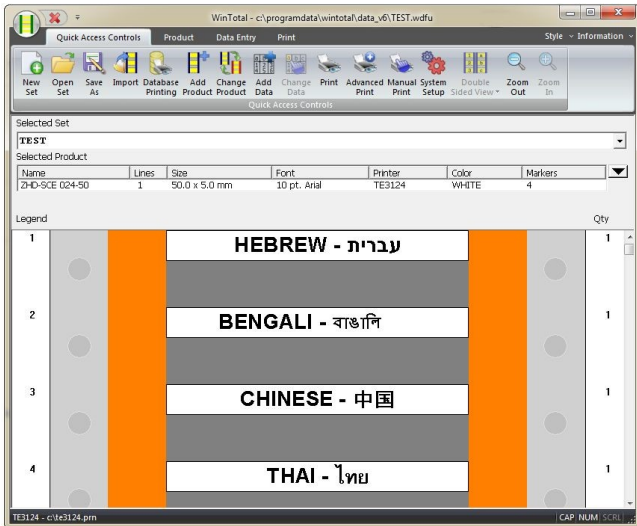 WinTotal - c:\programdata\wintotal\data_v6\TEST.wdfu
Quick Access Controls Product Data Entry Print Style Information
New Set Open Set Save As Import Database Printing Add Product Change Product Add Data Change Data Print Advanced Print Manual Print System Setup Double Sided View Zoom Out Zoom In
Quick Access Controls
Selected Set
TEST
Selected Product
Name Lines Size Font Printer Color Markers
ZHD-SCE 024-50 1 50.0 x 5.0 mm 10 pt. Arial TE3124 WHITE 4
Legend Qty
1 HEBREW - עברית 1
2 BENGALI - বাঙালি 1
3 CHINESE - 中国 1
4 THAI - ไทย 1
TE3124 - c:\te3124.prn CAP NUM SCRL